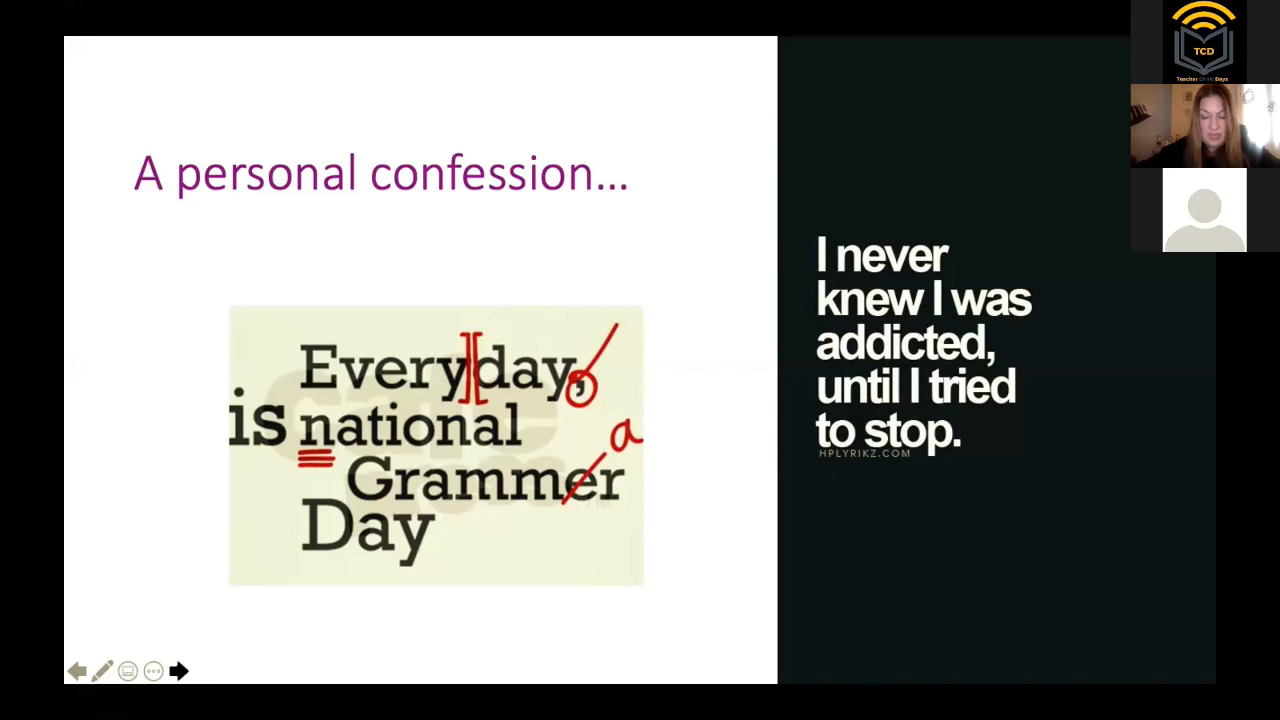 A personal confession...
Everyday,
is national
a
Grammer
Day
I never
knew I was
addicted,
until I tried
to stop.
HPLYRIKZ.COM
TCD
Teacher Clinic Days